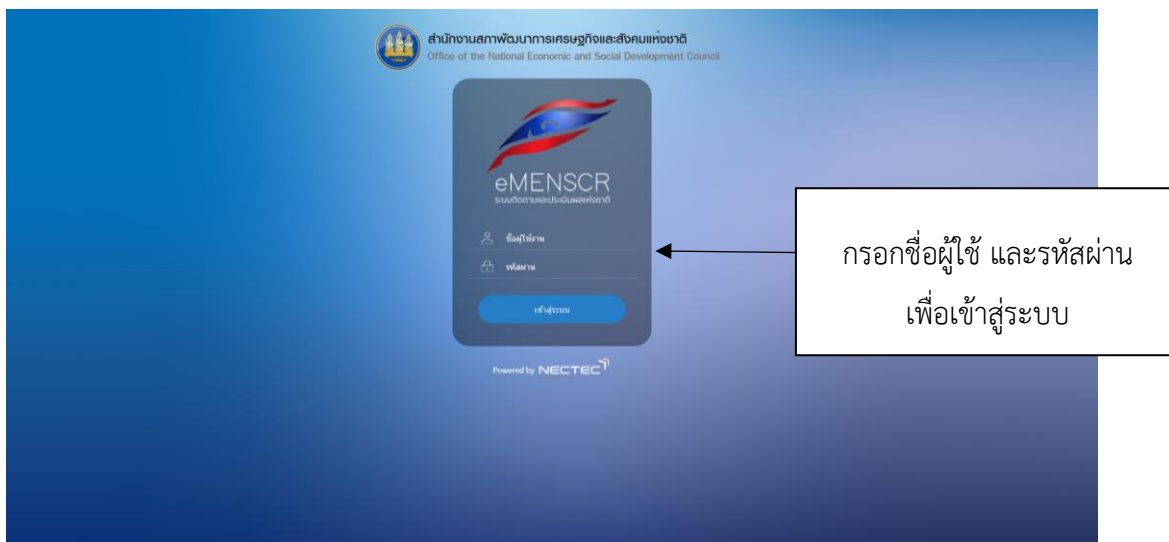 สำนักงานสภาพัฒนาการเศรษฐกิจและสังคมแห่งชาติ
Office of the National Economic and Social Development Council
eMENSCR
ระบบติดตามและประเมินผลแห่งชาติ
ชื่อผู้ใช้งาน
รหัสผ่าน
เข้าสู่ระบบ
Powered by NECTEC
กรอกชื่อผู้ใช้ และรหัสผ่าน
เพื่อเข้าสู่ระบบ